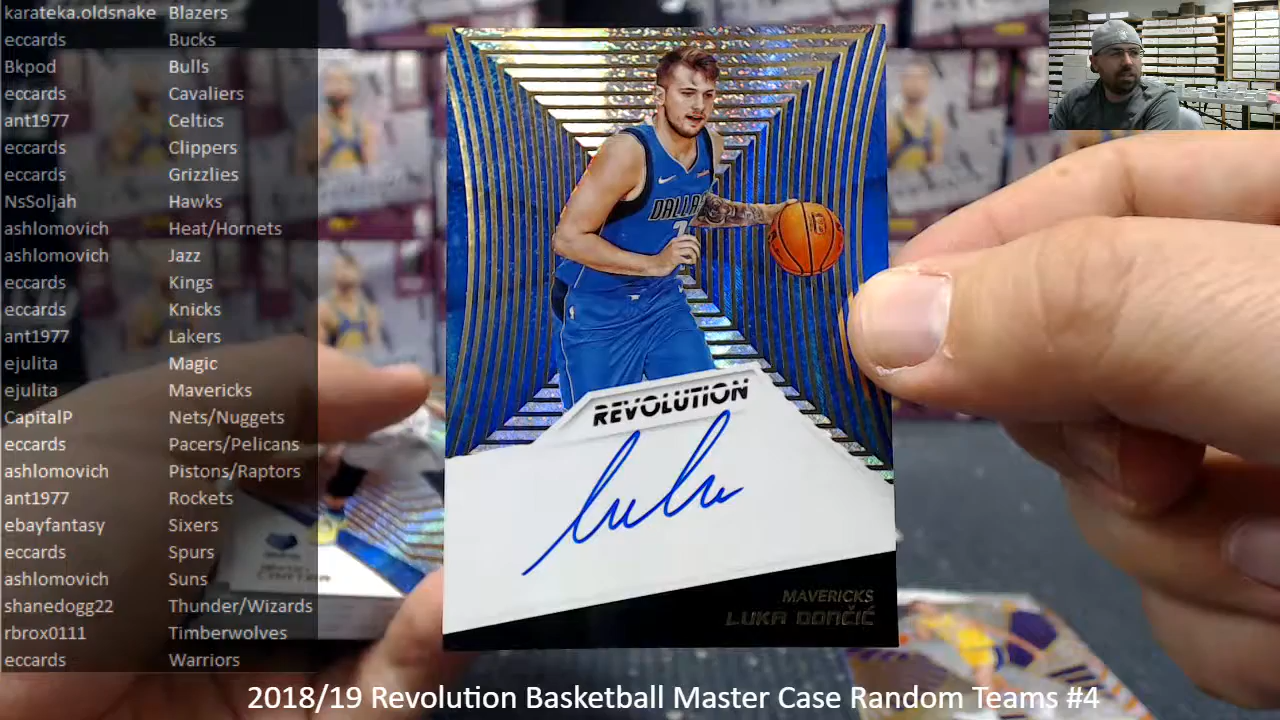 karateka.oldsnake Blazers
eccards Bucks
Bkpod Bulls
eccards Cavaliers
ant1977 Celtics
eccards Clippers
eccards Grizzlies
NsSoljah Hawks
ashlomovich Heat/Hornets
ashlomovich Jazz
eccards Kings
eccards Knicks
ant1977 Lakers
ejulita Magic
ejulita Mavericks
CapitalP Nets/Nuggets
eccards Pacers/Pelicans
ashlomovich Pistons/Raptors
ant1977 Rockets
ebayfantasy Sixers
eccards Spurs
ashlomovich Suns
shanedogg22 Thunder/Wizards
rbrox0111 Timberwolves
eccards Warriors
DALLA
REVOLUTION
MAVERICKS
LUKA DONČIĆ
2018/19 Revolution Basketball Master Case Random Teams #4